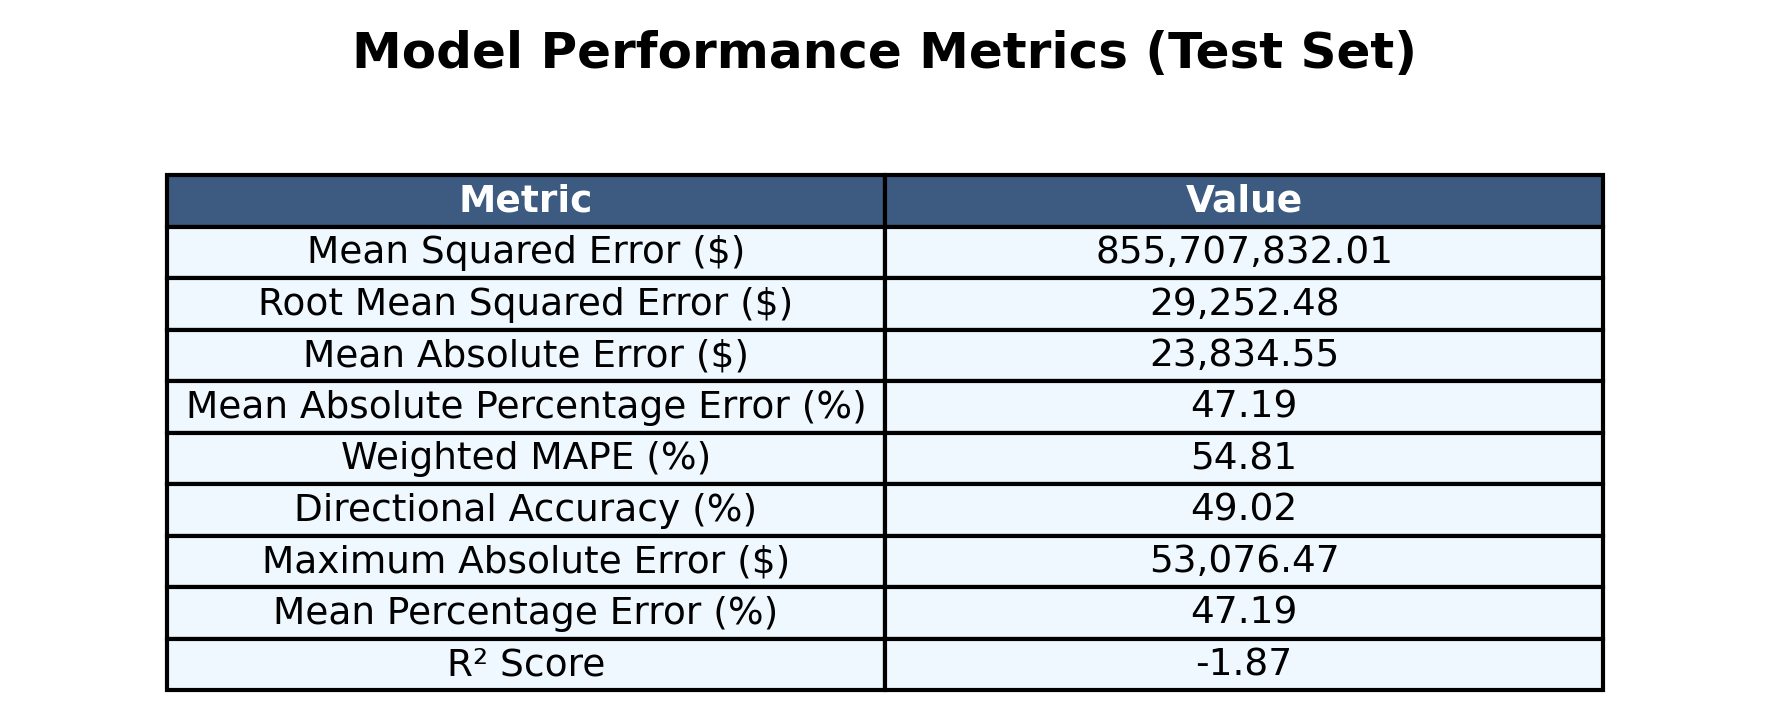 Model Performance Metrics (Test Set)
Metric Value
Mean Squared Error ($) 855,707,832.01
Root Mean Squared Error ($) 29,252.48
Mean Absolute Error ($) 23,834.55
Mean Absolute Percentage Error (%) 47.19
Weighted MAPE (%) 54.81
Directional Accuracy (%) 49.02
Maximum Absolute Error ($) 53,076.47
Mean Percentage Error (%) 47.19
R² Score -1.87